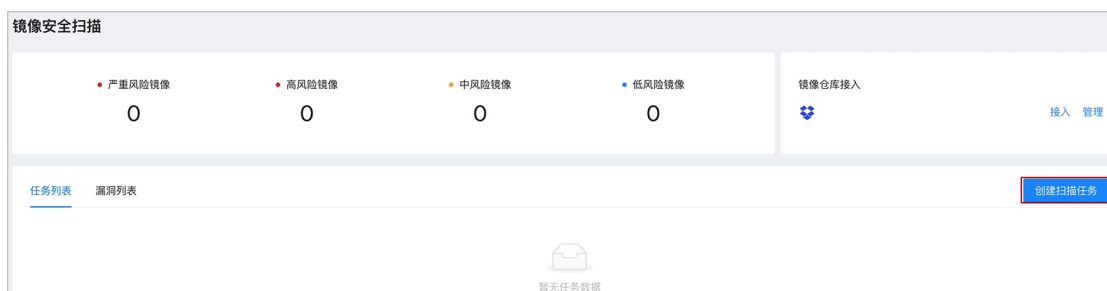 镜像安全扫描
严重风险镜像 高风险镜像 中风险镜像 低风险镜像 镜像仓库接入
0 0 0 0 接入 管理
任务列表 漏洞列表 创建扫描任务
暂无任务数据